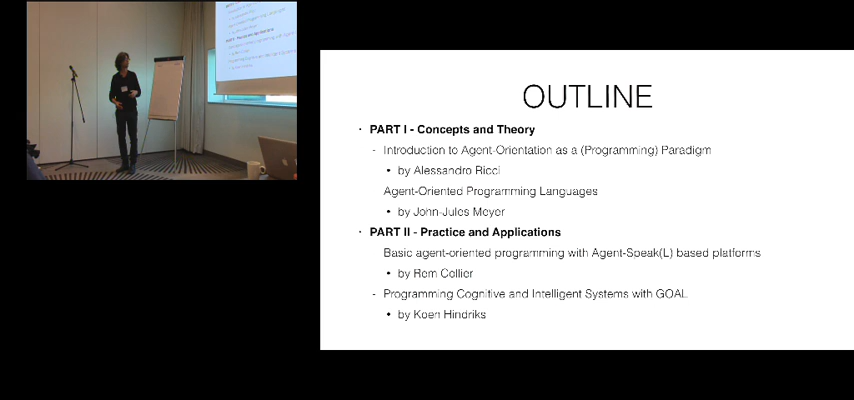 OUTLINE
• PART I - Concepts and Theory
- Introduction to Agent-Orientation as a (Programming) Paradigm
• by Alessandro Ricci
Agent-Oriented Programming Languages
• by John-Jules Meyer
• PART II - Practice and Applications
Basic agent-oriented programming with Agent-Speak(L) based platforms
• by Rem Collier
- Programming Cognitive and Intelligent Systems with GOAL
• by Koen Hindriks